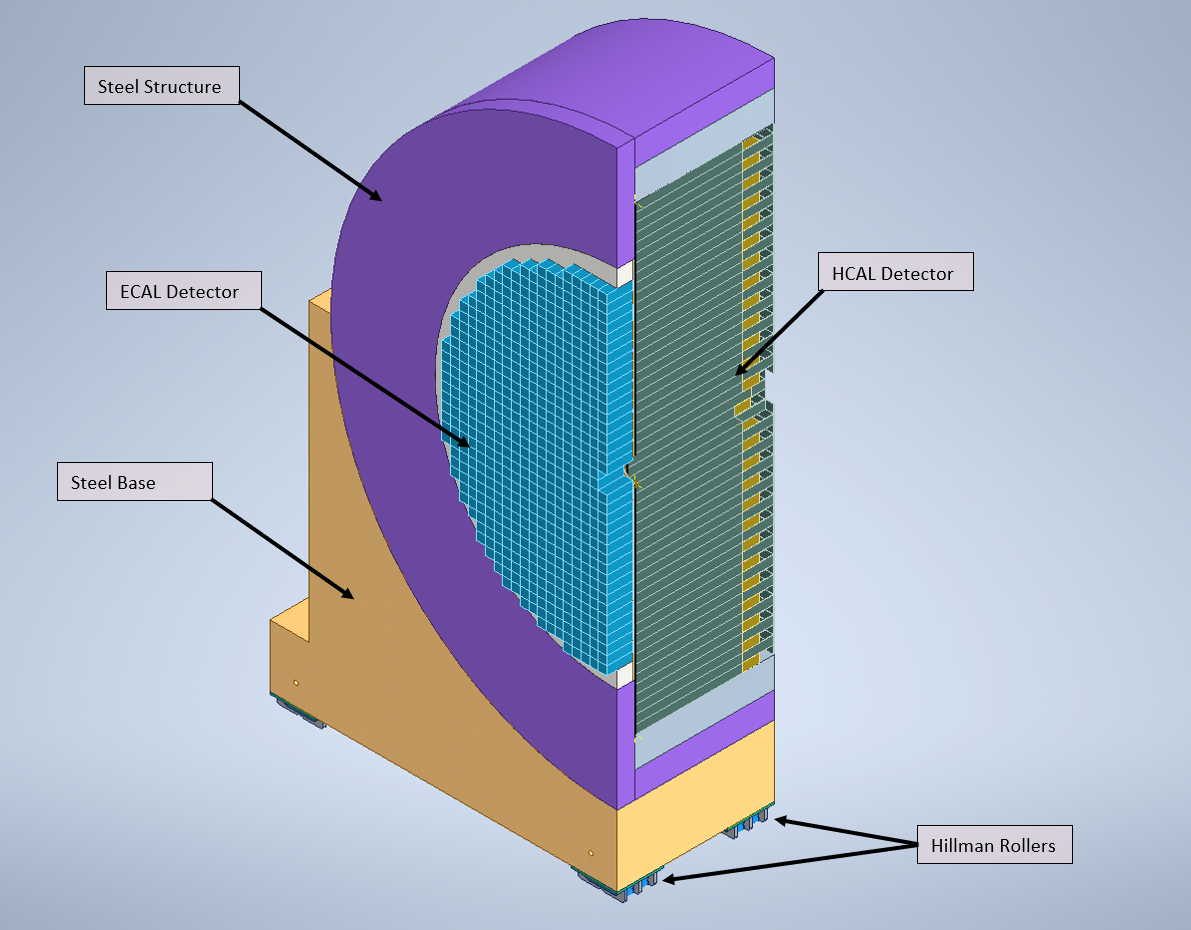 Steel Structure
ECAL Detector
HCAL Detector
Steel Base
Hillman Rollers